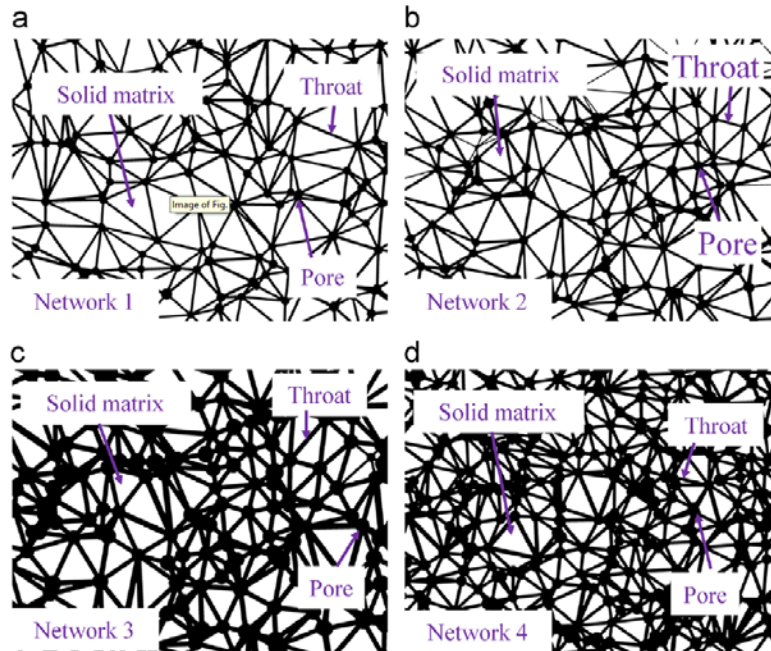 a
Solid matrix
Throat
Image of Fig.
Pore
Network 1
b
Solid matrix
Throat
Pore
Network 2
c
Solid matrix
Throat
Pore
Network 3
d
Solid matrix
Throat
Pore
Network 4